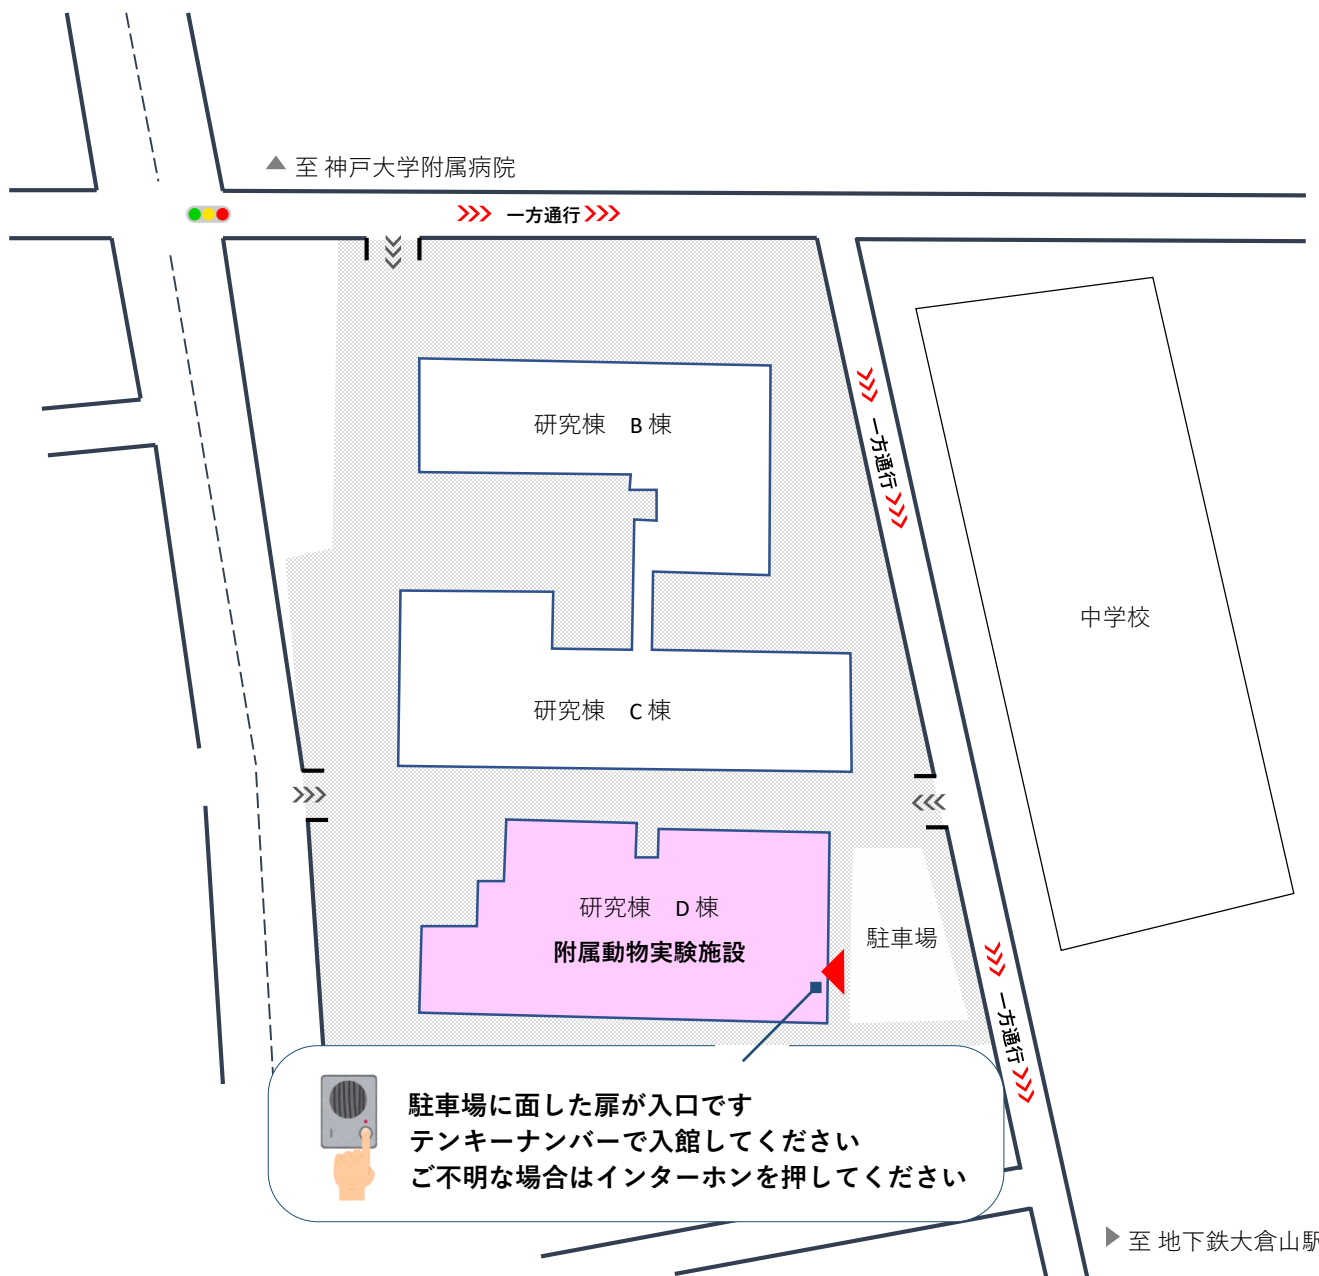 至 神戸大学附属病院
一方通行
研究棟 B 棟
一方通行
中学校
研究棟 C 棟
研究棟 D 棟
附属動物実験施設
駐車場
一方通行
駐車場に面した扉が入口です
テンキーナンバーで入館してください
ご不明な場合はインターホンを押してください
至 地下鉄大倉山駅